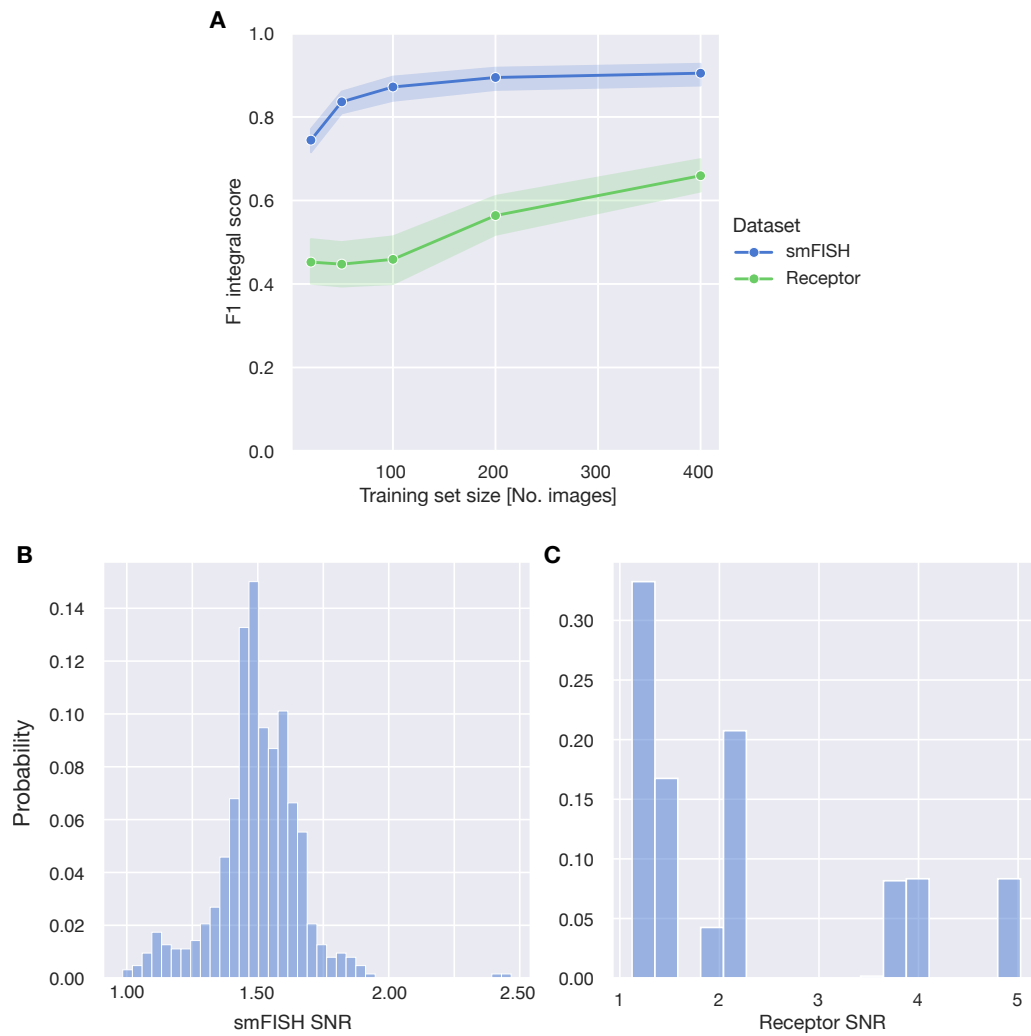 A
1.0
0.8
0.6
0.4
0.2
0.0
F1 integral score
100 200 300 400
Training set size [No. images]
Dataset
smFISH
Receptor
B
0.14
0.12
0.10
0.08
0.06
0.04
0.02
0.00
Probability
1.00 1.50 2.00 2.50
smFISH SNR
C
0.30
0.25
0.20
0.15
0.10
0.05
0.00
1 2 3 4 5
Receptor SNR